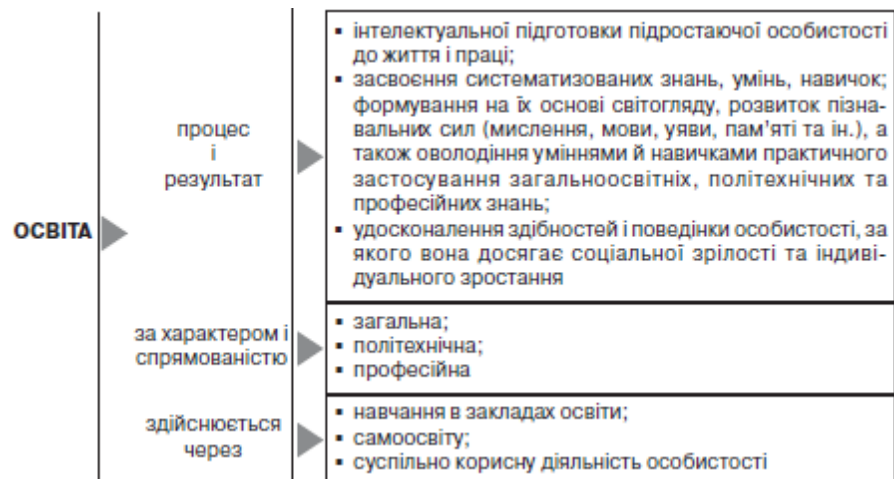 ОСВІТА
процес
і
результат
▪ інтелектуальної підготовки підростаючої особистості
до життя і праці;
▪ засвоєння систематизованих знань, умінь, навичок;
формування на їх основі світогляду, розвиток пізна-
вальних сил (мислення, мови, уяви, пам’яті та ін.), а
також оволодіння уміннями й навичками практичного
застосування загальноосвітніх, політехнічних та
професійних знань;
▪ удосконалення здібностей і поведінки особистості, за
якого вона досягає соціальної зрілості та індиві-
дуального зростання
за характером і
спрямованістю
▪ загальна;
▪ політехнічна;
▪ професійна
здійснюється
через
▪ навчання в закладах освіти;
▪ самоосвіту;
▪ суспільно корисну діяльність особистості